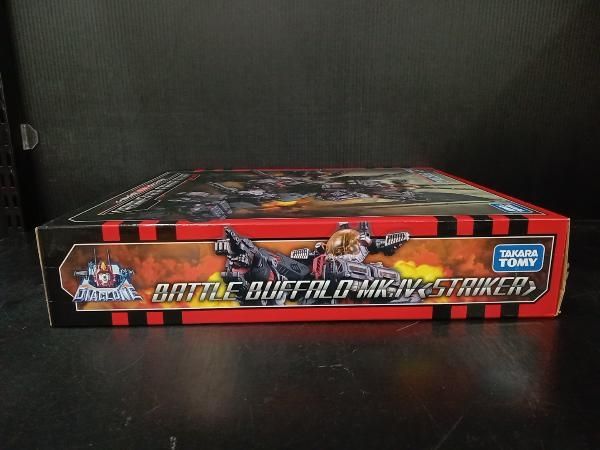 DIACLONE
BATTLE BUFFALO MK-IV<STRIKER>
TAKARA
TOMY